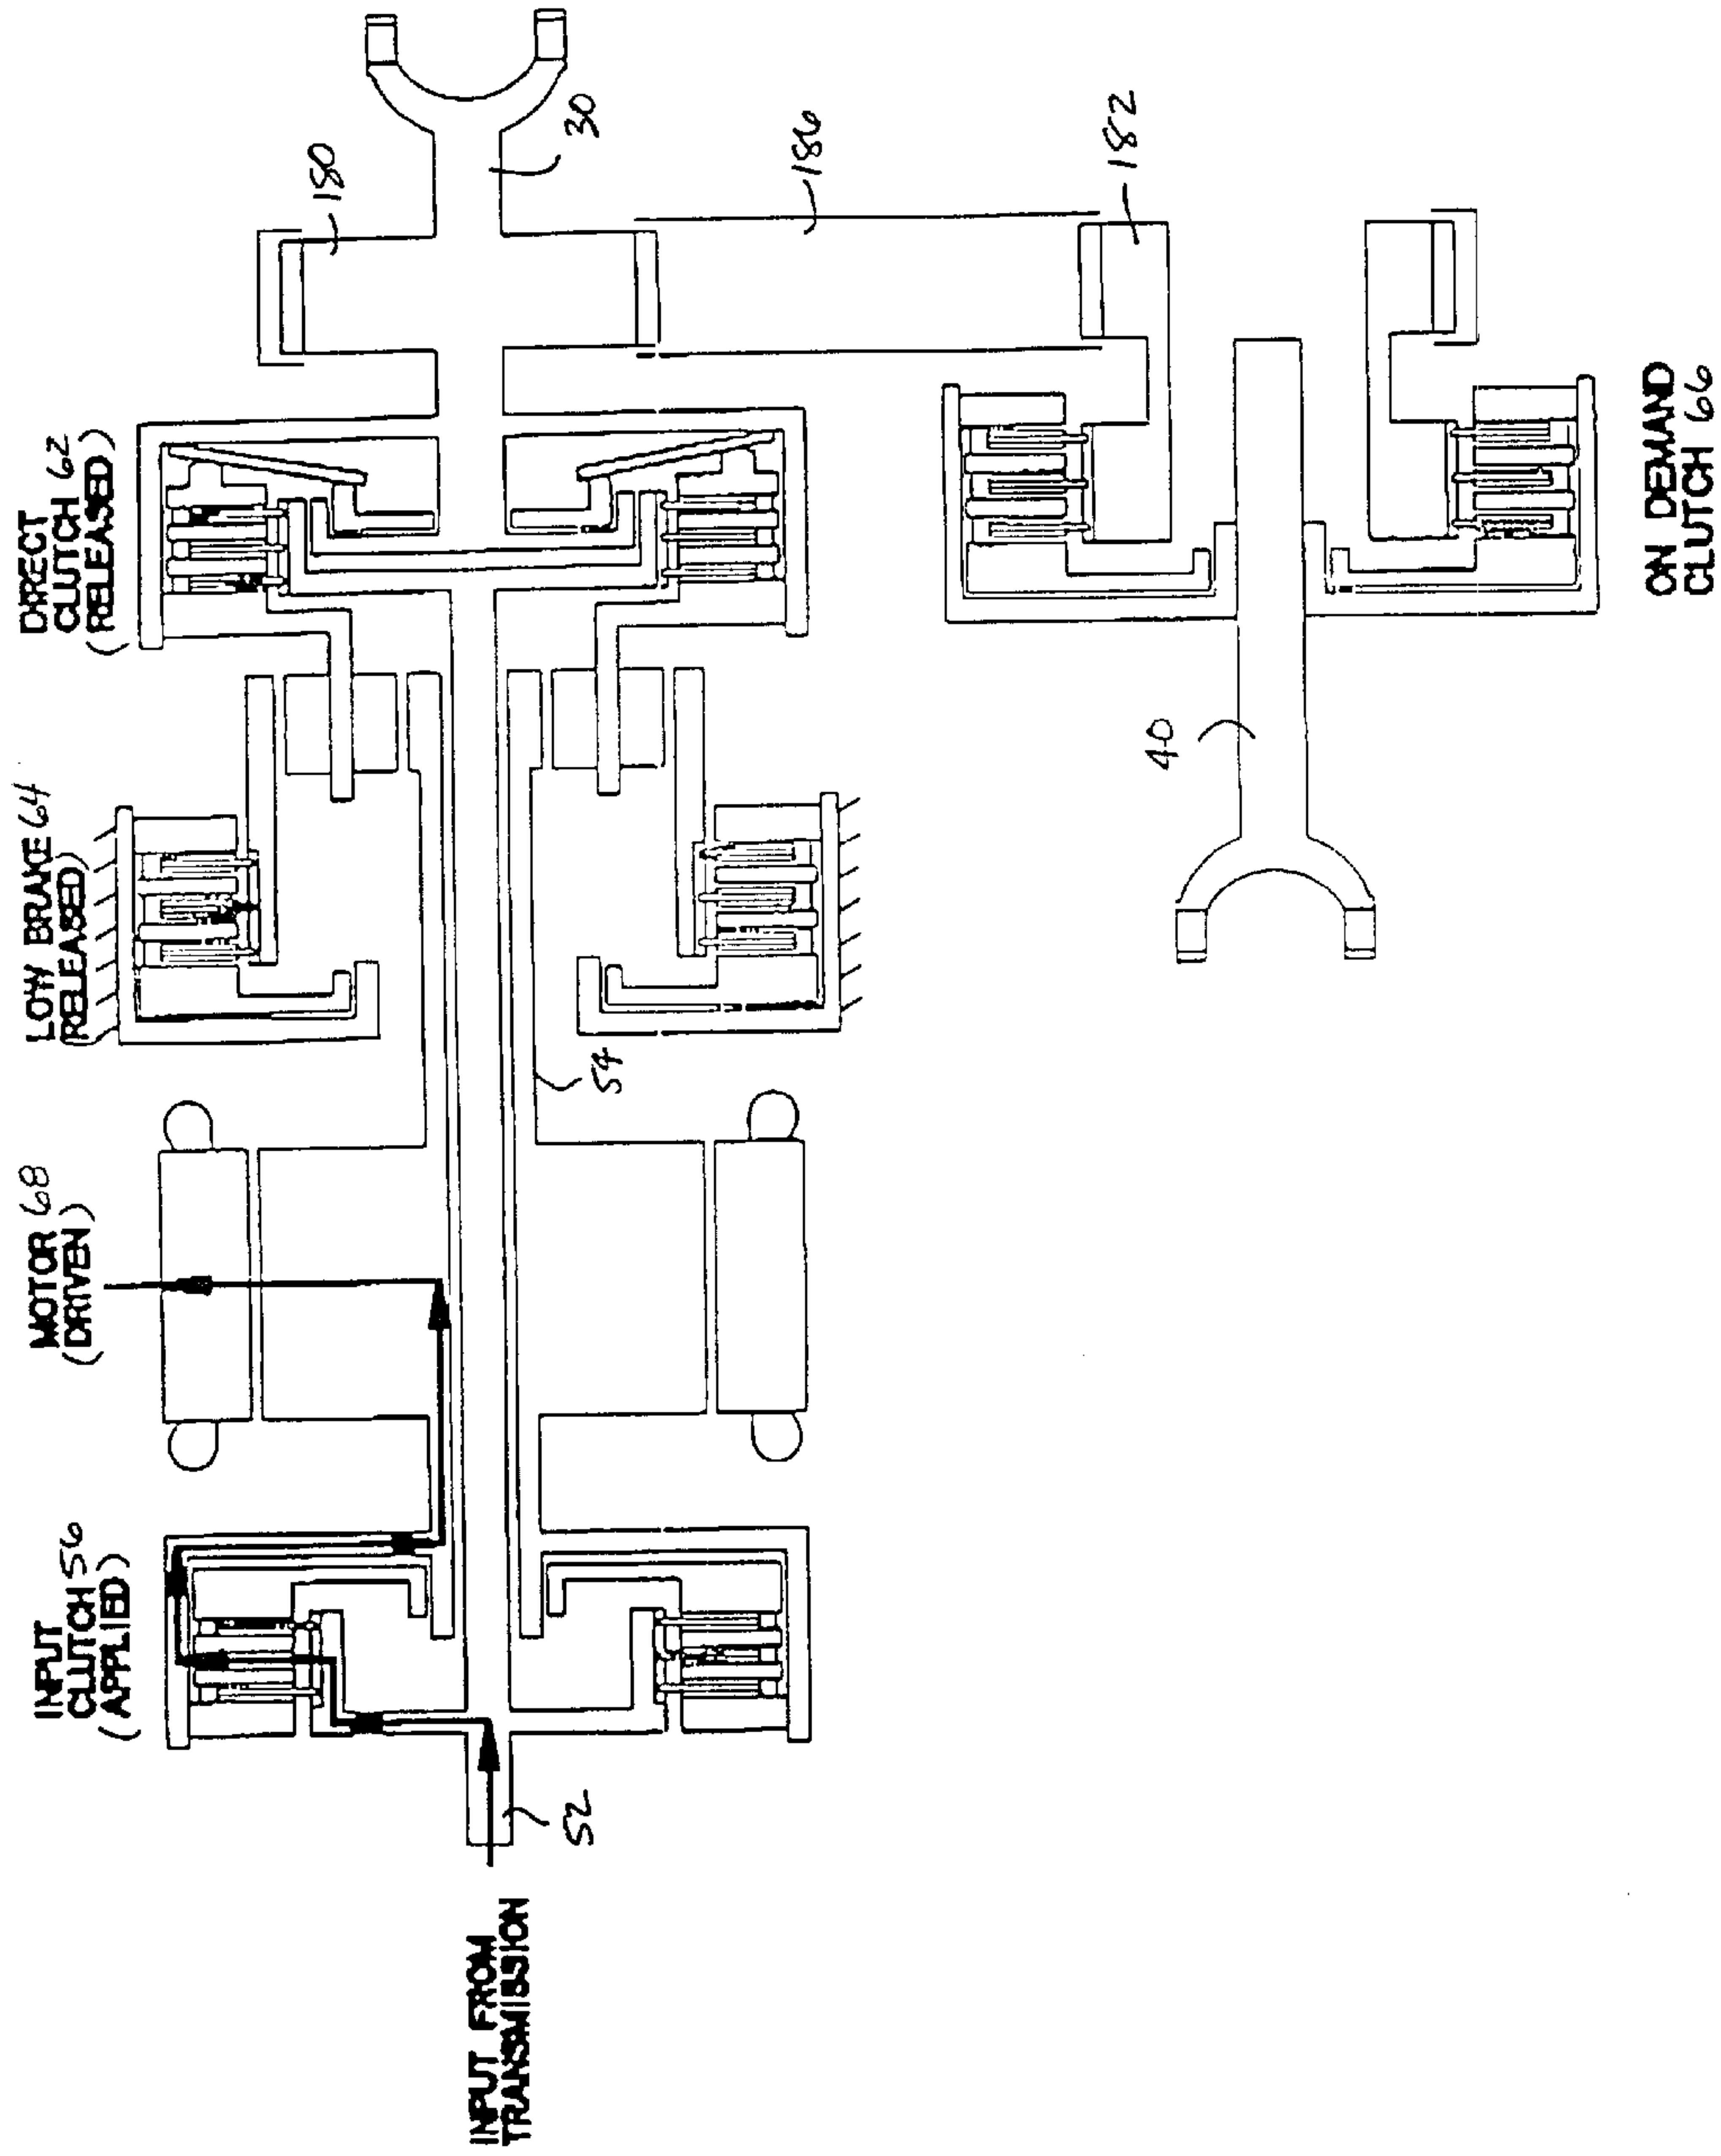 INPUT
CLUTCH 56
(APPLIED)
MOTOR 68
(DRIVEN)
LOW BRAKE 64
(RELEASED)
DIRECT
CLUTCH 62
(RELEASED)
INPUT FROM
TRANSMISSION
52
54
180
30
186
182
40
ON DEMAND
CLUTCH 66